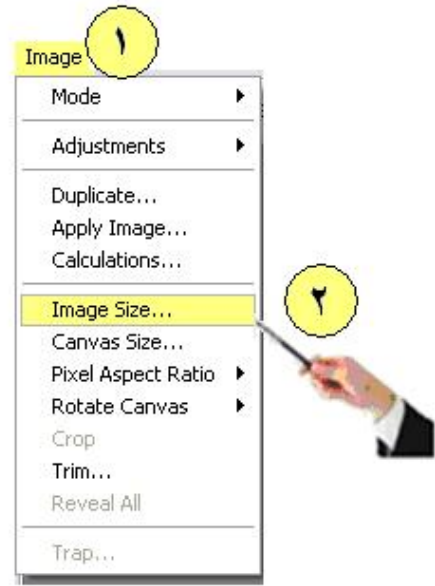 Image ١
Mode
Adjustments
Duplicate...
Apply Image...
Calculations...
Image Size...
٢
Canvas Size...
Pixel Aspect Ratio
Rotate Canvas
Crop
Trim...
Reveal All
Trap...